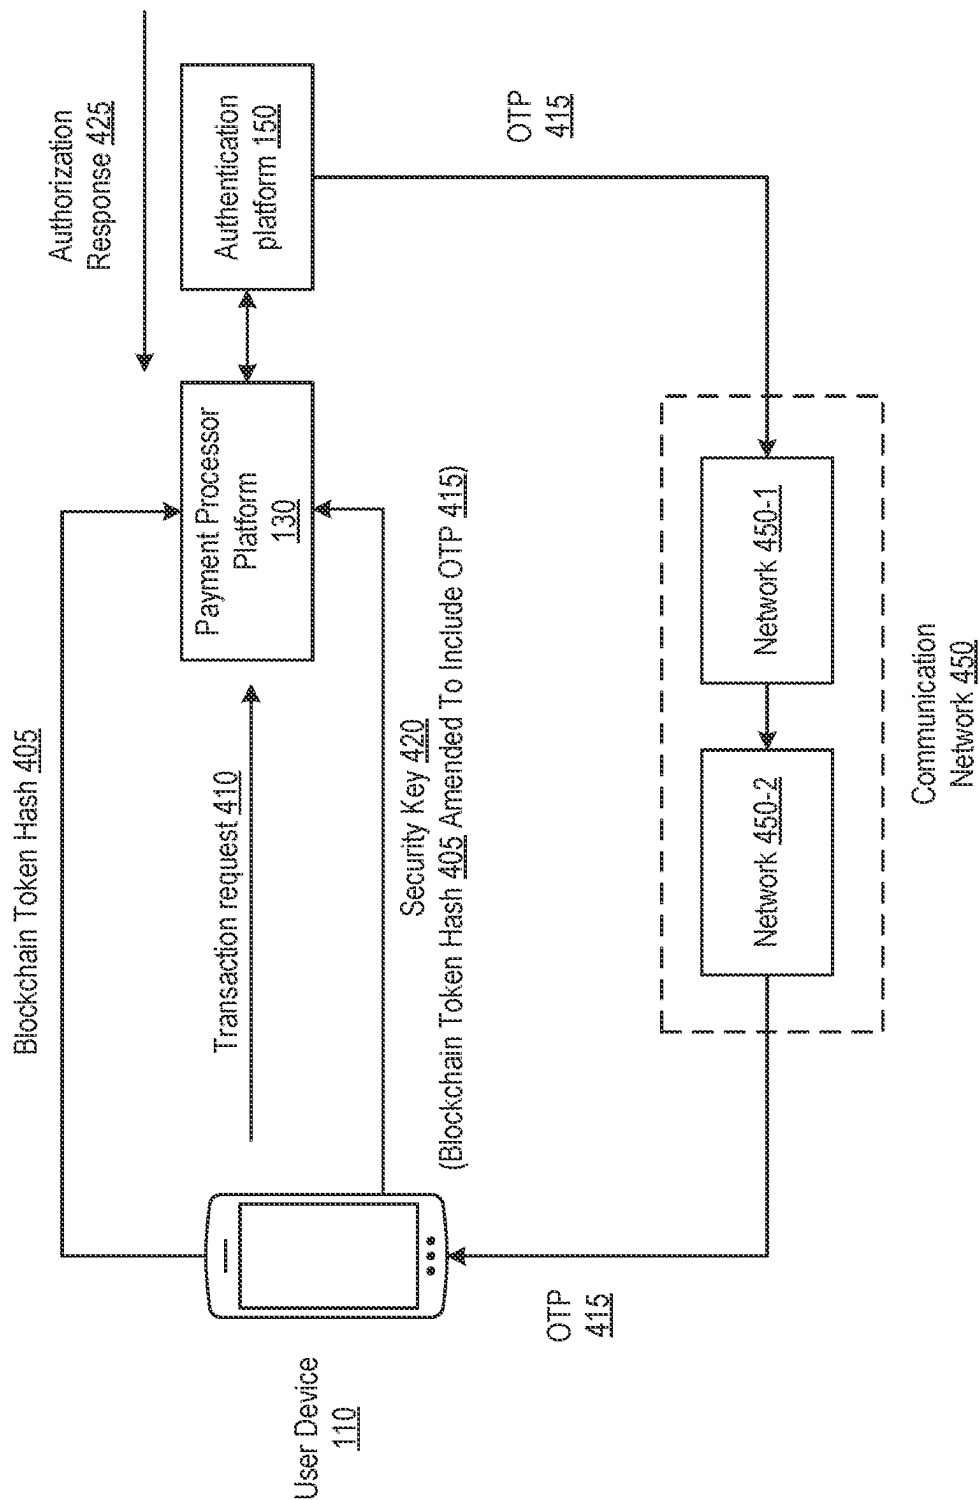 Blockchain Token Hash 405
Authorization
Response 425
Transaction request 410
Payment Processor
Platform
130
Authentication
platform 150
User Device
110
Security Key 420
(Blockchain Token Hash 405 Amended To Include OTP 415)
OTP
415
OTP
415
Network 450-2
Network 450-1
Communication
Network 450